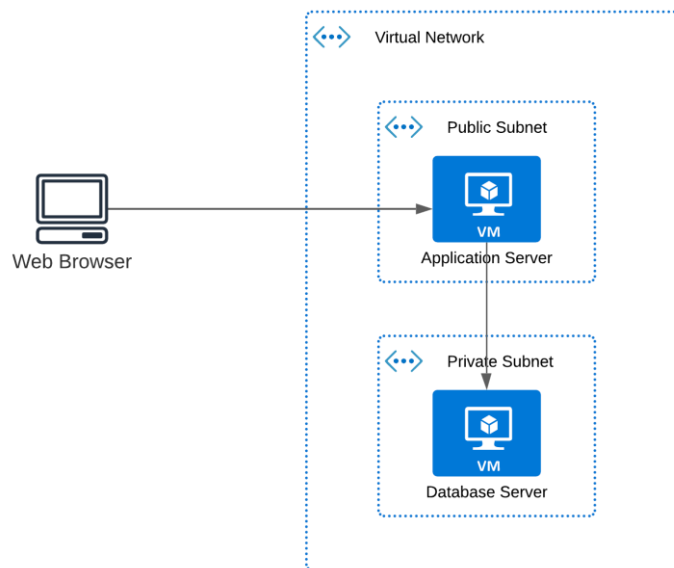 Virtual Network
Public Subnet
VM
Application Server
Web Browser
Private Subnet
VM
Database Server